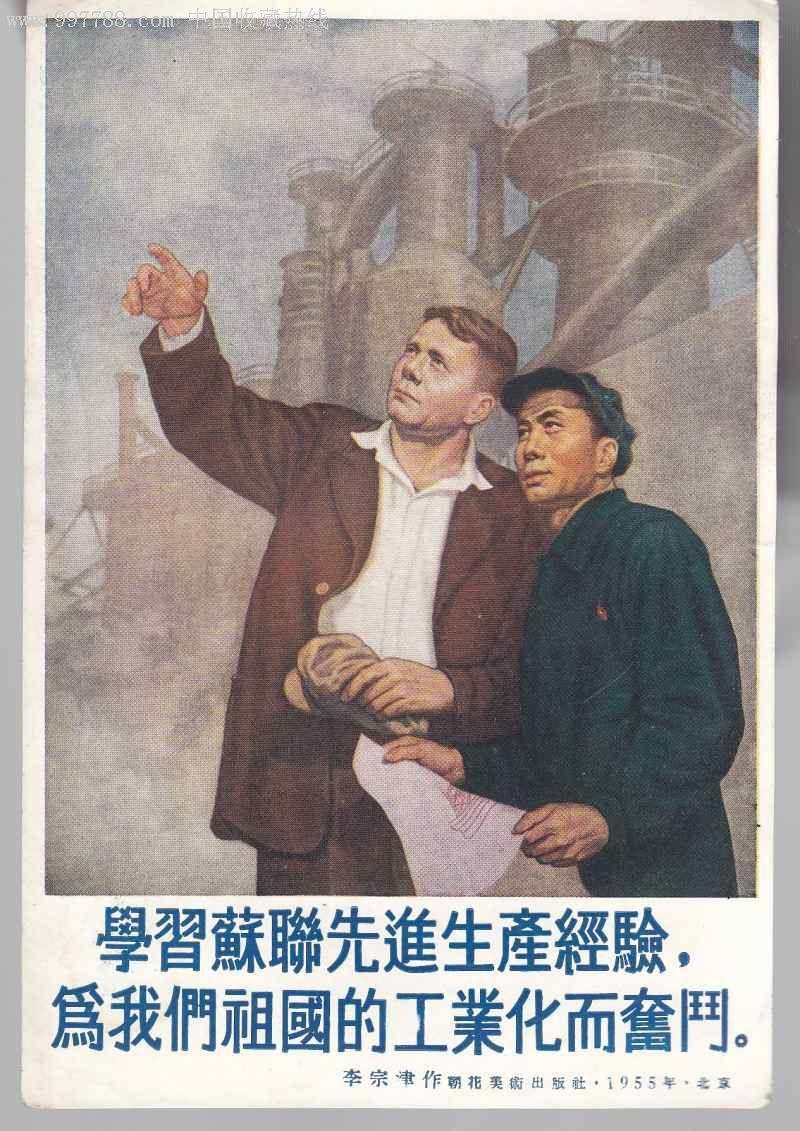 www.997788.com 中国收藏热线
學習蘇聯先進生產經驗，
爲我們祖國的工業化而奮鬥。
李宗津作 朝花美術出版社·1955年·北京